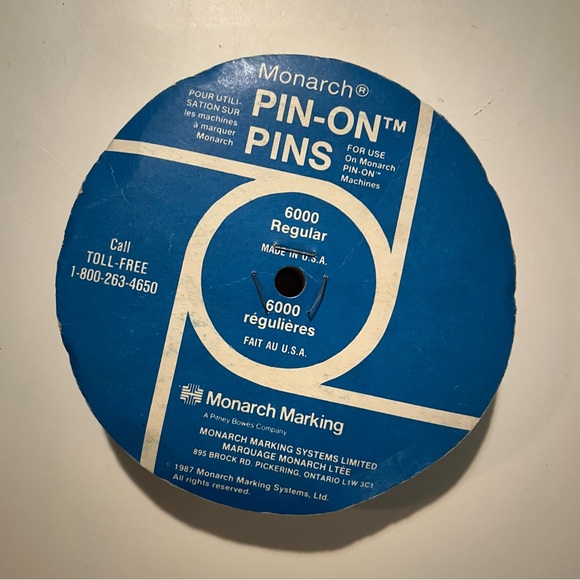 Monarch®
PIN-ON™
PINS
POUR UTILI-
SATION SUR
les machines
à marquer
Monarch
FOR USE
On Monarch
PIN-ON™
Machines
Call
TOLL-FREE
1-800-263-4650
6000
Regular
MADE IN U.S.A.
6000
régulières
FAIT AU U.S.A.
Monarch Marking
A Pitney Bowes Company
MONARCH MARKING SYSTEMS LIMITED
MARQUAGE MONARCH LTÉE
895 BROCK RD. PICKERING, ONTARIO L1W 3C1
© 1987 Monarch Marking Systems, Ltd.
All rights reserved.